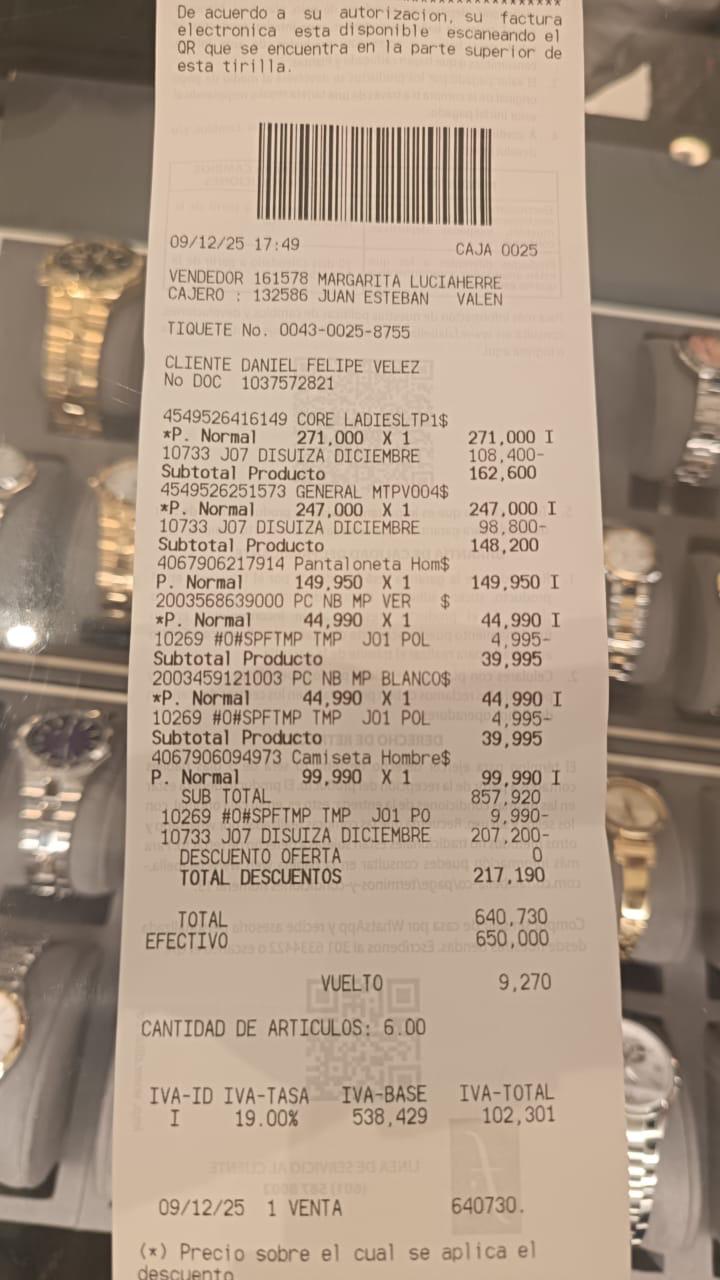 De acuerdo a su autorizacion, su factura
electronica esta disponible escaneando el
QR que se encuentra en la parte superior de
esta tirilla.
09/12/25 17:49 CAJA 0025
VENDEDOR 161578 MARGARITA LUCIAHERRE
CAJERO : 132586 JUAN ESTEBAN VALEN
TIQUETE No. 0043-0025-8755
CLIENTE DANIEL FELIPE VELEZ
No DOC 1037572821
4549526416149 CORE LADIESLTP1$
*P. Normal 271,000 X 1 271,000 I
10733 J07 DISUIZA DICIEMBRE 108,400-
Subtotal Producto 162,600
4549526251573 GENERAL MTPV004$
*P. Normal 247,000 X 1 247,000 I
10733 J07 DISUIZA DICIEMBRE 98,800-
Subtotal Producto 148,200
4067906217914 Pantaloneta Hom$
P. Normal 149,950 X 1 149,950 I
2003568639000 PC NB MP VER $
*P. Normal 44,990 X 1 44,990 I
10269 #0#SPFTMP TMP J01 POL 4,995-
Subtotal Producto 39,995
2003459121003 PC NB MP BLANCO$
*P. Normal 44,990 X 1 44,990 I
10269 #0#SPFTMP TMP J01 POL 4,995-
Subtotal Producto 39,995
4067906094973 Camiseta Hombre$
P. Normal 99,990 X 1 99,990 I
SUB TOTAL 857,920
10269 #0#SPFTMP TMP J01 PO 9,990-
10733 J07 DISUIZA DICIEMBRE 207,200-
DESCUENTO OFERTA 0
TOTAL DESCUENTOS 217,190
TOTAL 640,730
EFECTIVO 650,000
VUELTO 9,270
CANTIDAD DE ARTICULOS: 6.00
IVA-ID IVA-TASA IVA-BASE IVA-TOTAL
I 19.00% 538,429 102,301
09/12/25 1 VENTA 640730.
(*) Precio sobre el cual se aplica el
descuento